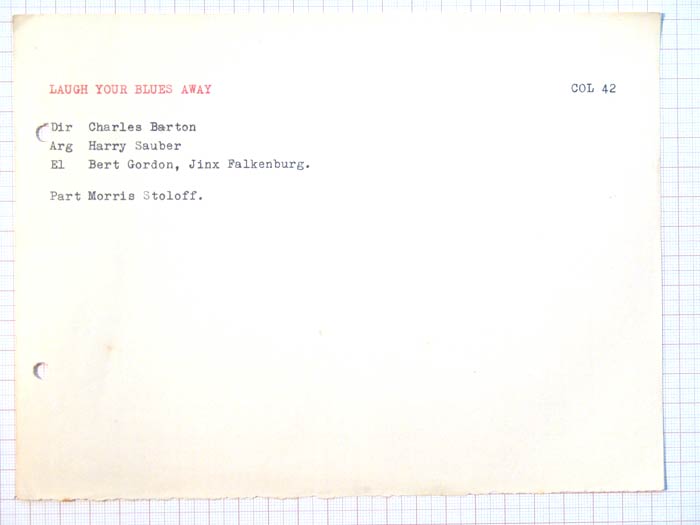 LAUGH YOUR BLUES AWAY COL 42
Dir Charles Barton
Arg Harry Sauber
El Bert Gordon, Jinx Falkenburg.
Part Morris Stoloff.